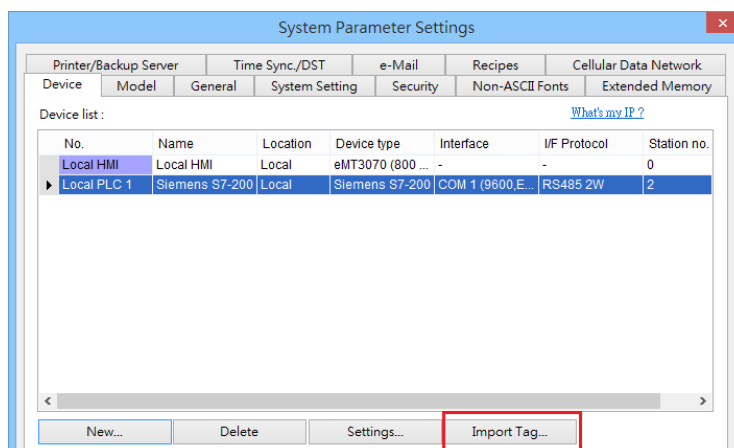 System Parameter Settings
Printer/Backup Server Time Sync./DST e-Mail Recipes Cellular Data Network
Device Model General System Setting Security Non-ASCII Fonts Extended Memory
Device list : What's my IP ?
No. Name Location Device type Interface I/F Protocol Station no.
Local HMI Local HMI Local eMT3070 (800 ... - - 0
Local PLC 1 Siemens S7-200 Local Siemens S7-200 COM 1 (9600,E... RS485 2W 2
New... Delete Settings... Import Tag...